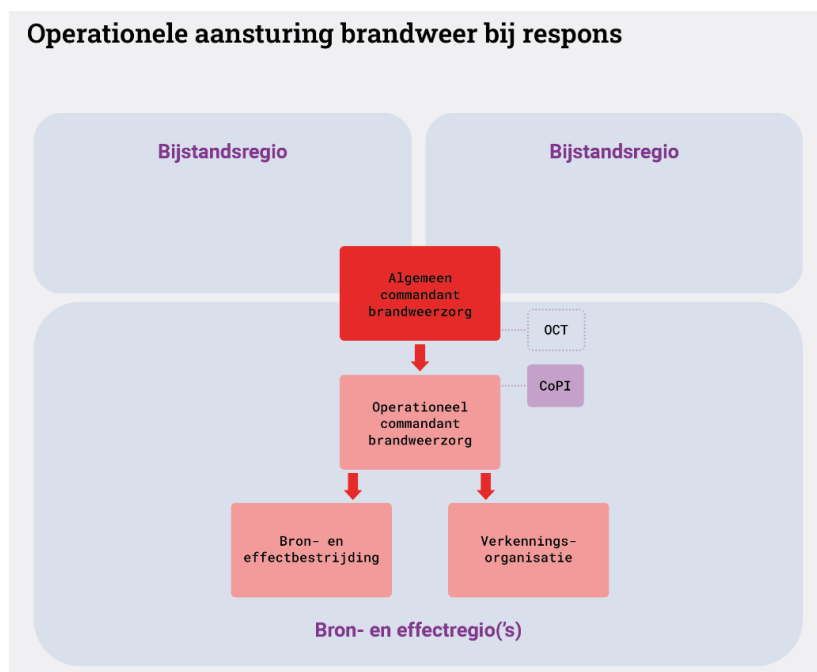 Operationele aansturing brandweer bij respons
Bijstandsregio
Bijstandsregio
Algemeen
commandant
brandweerzorg
OCT
CoPI
Operationeel
commandant
brandweerzorg
Bron- en
effectbestrijding
Verkennings-
organisatie
Bron- en effectregio('s)